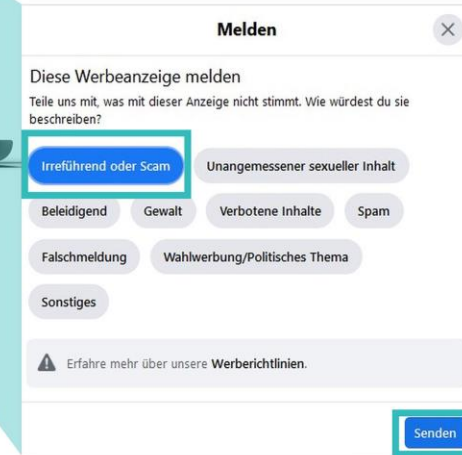 Melden
Diese Werbeanzeige melden
Teile uns mit, was mit dieser Anzeige nicht stimmt. Wie würdest du sie
beschreiben?
Irreführend oder Scam Unangemessener sexueller Inhalt
Beleidigend Gewalt Verbotene Inhalte Spam
Falschmeldung Wahlwerbung/Politisches Thema
Sonstiges
Erfahre mehr über unsere Werberichtlinien.
Senden